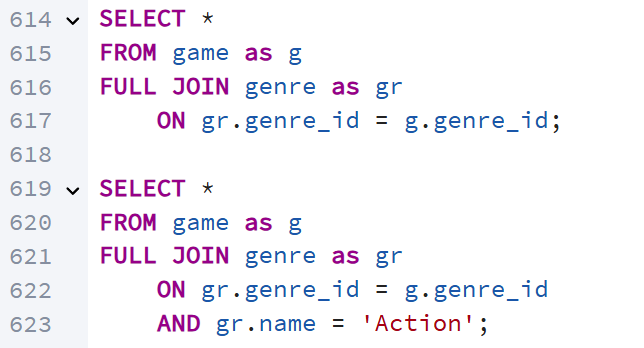 614 SELECT *
615 FROM game as g
616 FULL JOIN genre as gr
617 ON gr.genre_id = g.genre_id;
618
619 SELECT *
620 FROM game as g
621 FULL JOIN genre as gr
622 ON gr.genre_id = g.genre_id
623 AND gr.name = 'Action';